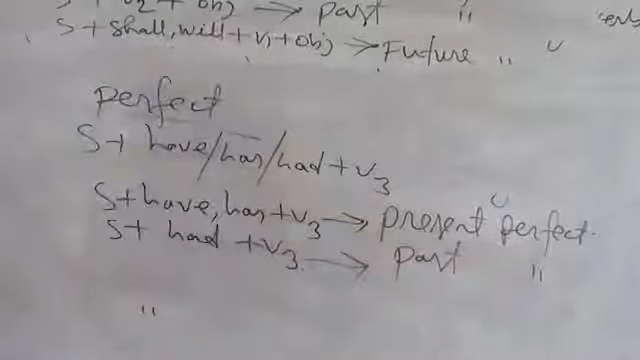 S + V2 + obj → past "
S + shall, will + v1 + obj → Future "
perfect
S + have/has/had + v3
S + have, has + v3 → present perfect.
S + had + v3 → past "
"